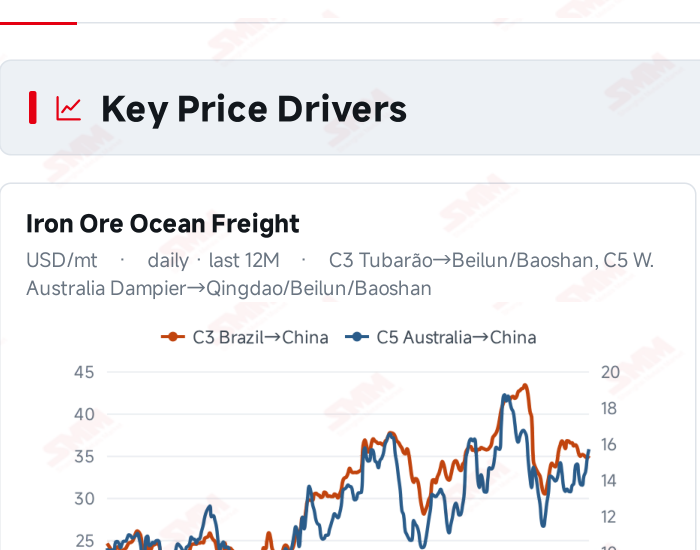 Key Price Drivers
Iron Ore Ocean Freight
USD/mt · daily · last 12M · C3 Tubarão→Beilun/Baoshan, C5 W.
Australia Dampier→Qingdao/Beilun/Baoshan
C3 Brazil→China C5 Australia→China
45 20
40 18
35 16
30 14
25 12
SMM